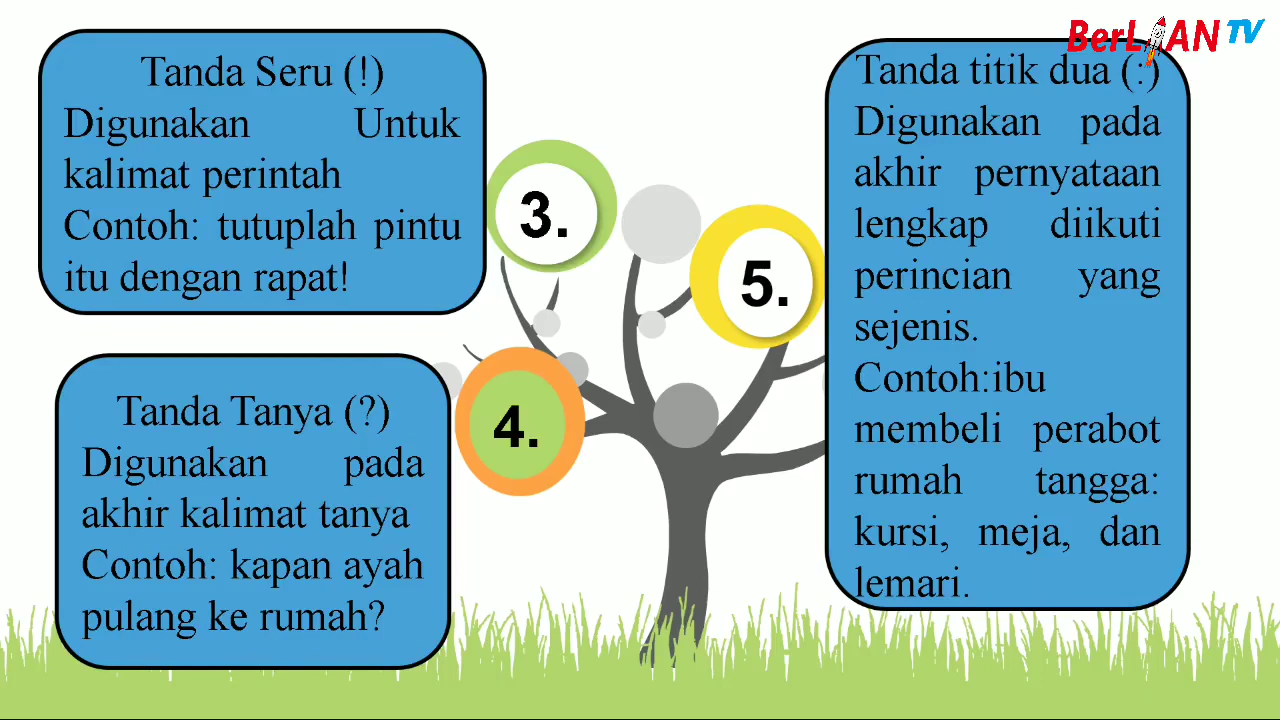 BerLIAN TV
Tanda Seru (!)
Digunakan Untuk
kalimat perintah
Contoh: tutuplah pintu
itu dengan rapat!
3.
Tanda Tanya (?)
Digunakan pada
akhir kalimat tanya
Contoh: kapan ayah
pulang ke rumah?
4.
5.
Tanda titik dua (:)
Digunakan pada
akhir pernyataan
lengkap diikuti
perincian yang
sejenis.
Contoh:ibu
membeli perabot
rumah tangga:
kursi, meja, dan
lemari.